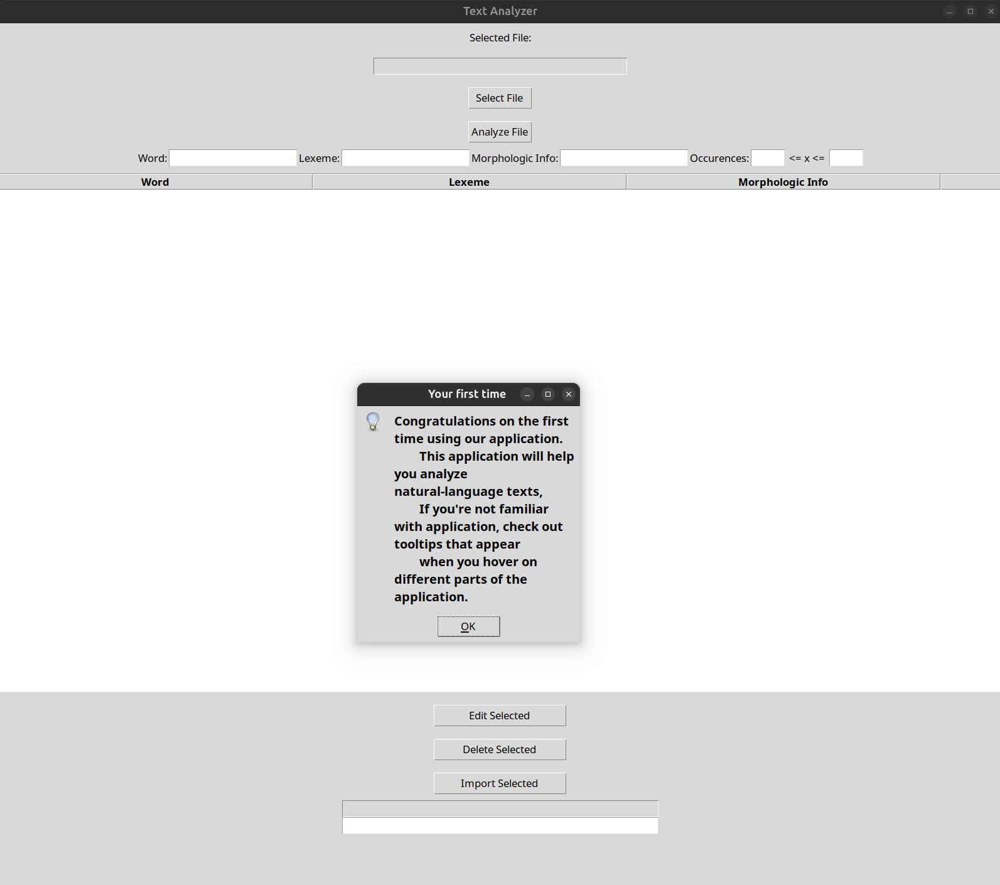 Text Analyzer
Selected File:
Select File
Analyze File
Word: Lexeme: Morphologic Info: Occurences: <= x <=
Word Lexeme Morphologic Info
Your first time
Congratulations on the first
time using our application.
This application will help
you analyze
natural-language texts,
If you're not familiar
with application, check out
tooltips that appear
when you hover on
different parts of the
application.
OK
Edit Selected
Delete Selected
Import Selected